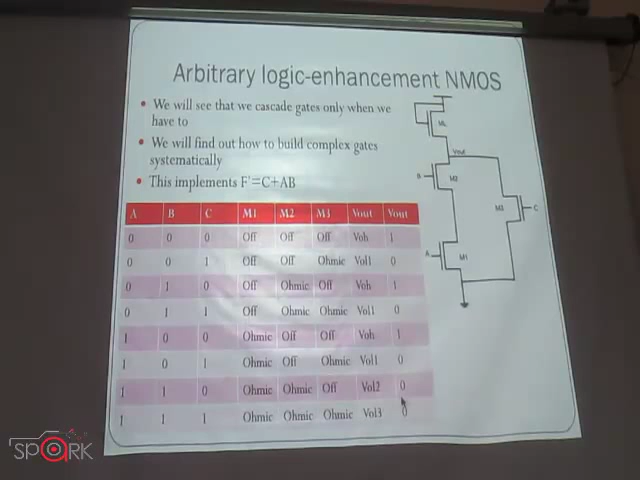 Arbitrary logic-enhancement NMOS
• We will see that we cascade gates only when we
have to
• We will find out how to build complex gates
systematically
• This implements F'=C+AB
ML
Vout
B
M2
M3
C
A
M1
A B C M1 M2 M3 Vout Vout
0 0 0 Off Off Off Voh 1
0 0 1 Off Off Ohmic Vol1 0
0 1 0 Off Ohmic Off Voh 1
0 1 1 Off Ohmic Ohmic Vol1 0
1 0 0 Ohmic Off Off Voh 1
1 0 1 Ohmic Off Ohmic Vol1 0
1 1 0 Ohmic Ohmic Off Vol2 0
1 1 1 Ohmic Ohmic Ohmic Vol3 0
SPARK